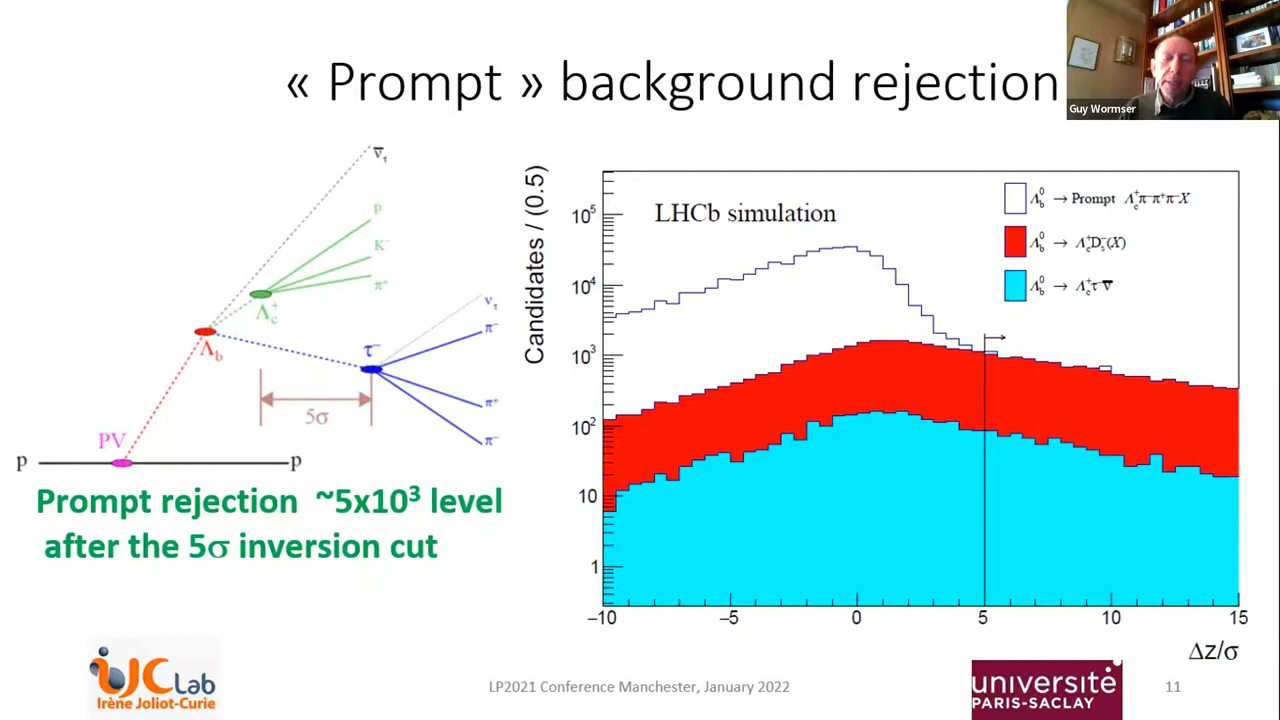 « Prompt » background rejection
Guy Wormser
ν̅τ
p
K⁻
π⁺
Λc⁺
Λb
τ⁻
ντ
π⁻
π⁺
π⁻
5σ
PV
p
p
Prompt rejection ~5x10³ level
after the 5σ inversion cut
Candidates / (0.5)
LHCb simulation
Λb⁰ → Prompt Λc⁺π⁻π⁺π⁻X
Λb⁰ → Λc⁺Ds⁻(X)
Λb⁰ → Λc⁺τ⁻ν̅
10⁵
10⁴
10³
10²
10
1
−10 −5 0 5 10 15
Δz/σ
iJC Lab
Irène Joliot-Curie
LP2021 Conference Manchester, January 2022
université
PARIS-SACLAY
11